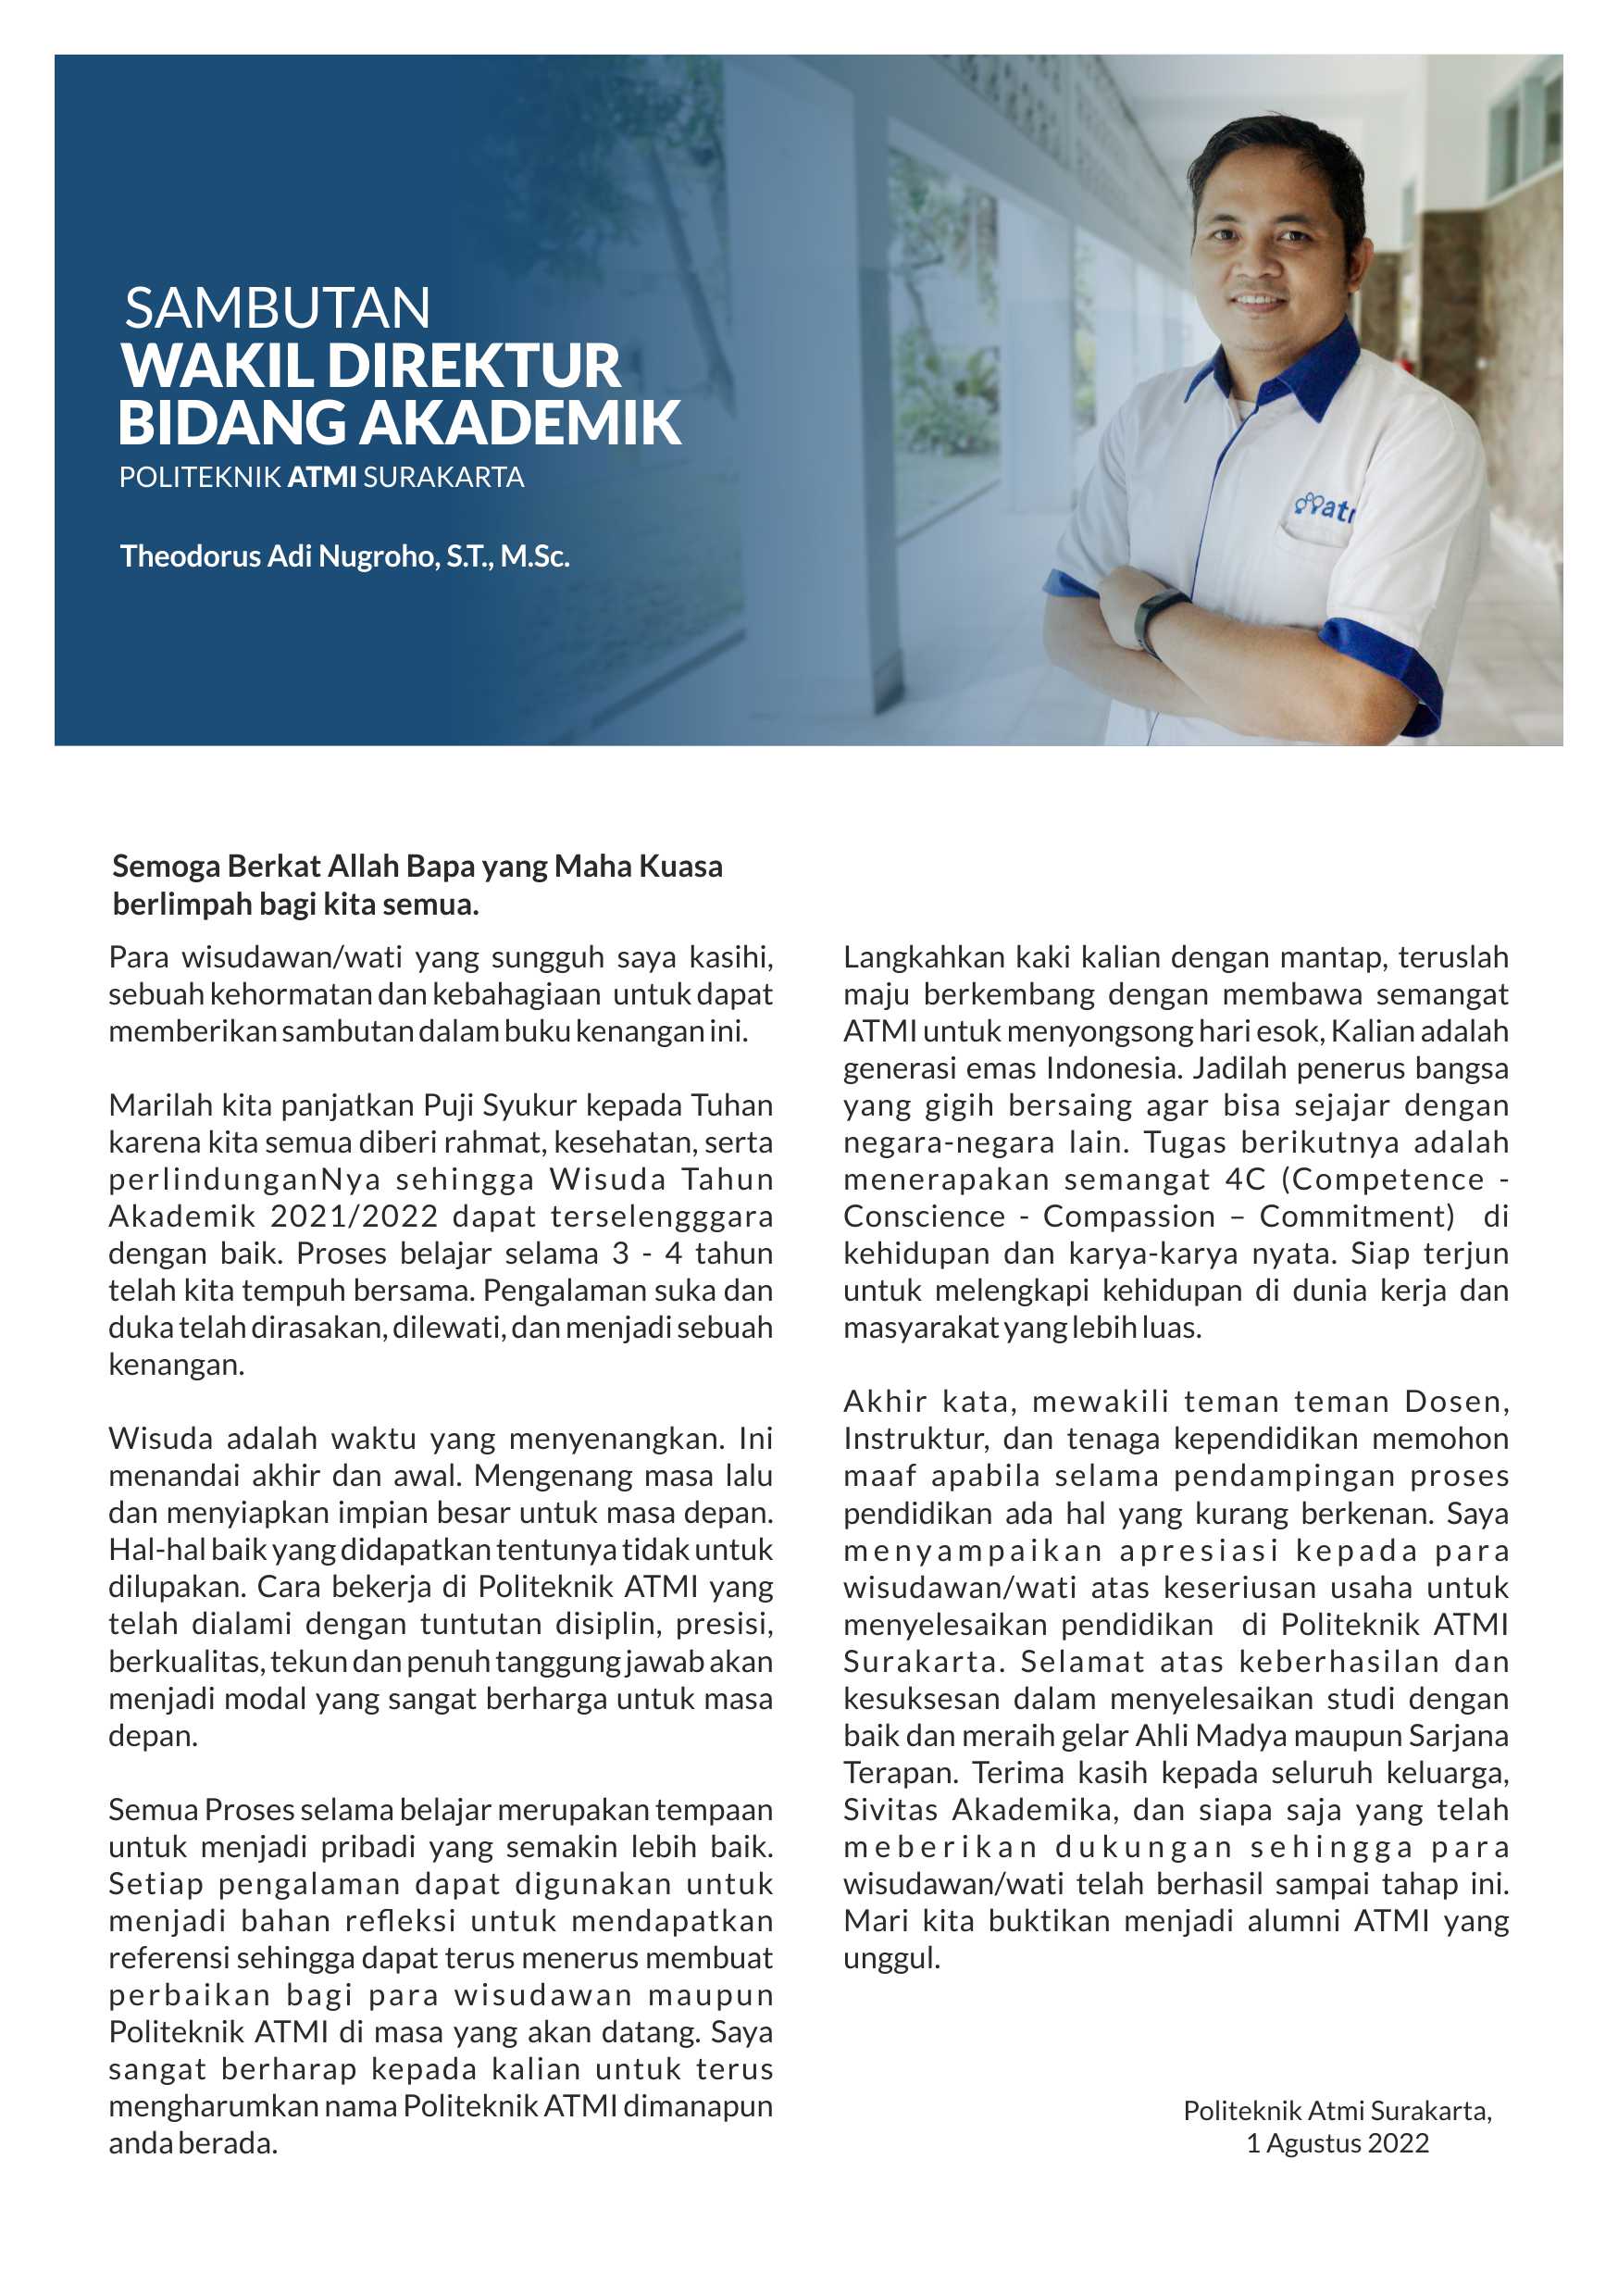 SAMBUTAN
WAKIL DIREKTUR
BIDANG AKADEMIK
POLITEKNIK ATMI SURAKARTA
Theodorus Adi Nugroho, S.T., M.Sc.
atr
Semoga Berkat Allah Bapa yang Maha Kuasa
berlimpah bagi kita semua.
Para wisudawan/wati yang sungguh saya kasihi,
sebuah kehormatan dan kebahagiaan untuk dapat
memberikan sambutan dalam buku kenangan ini.
Marilah kita panjatkan Puji Syukur kepada Tuhan
karena kita semua diberi rahmat, kesehatan, serta
perlindunganNya sehingga Wisuda Tahun
Akademik 2021/2022 dapat terselengggara
dengan baik. Proses belajar selama 3 - 4 tahun
telah kita tempuh bersama. Pengalaman suka dan
duka telah dirasakan, dilewati, dan menjadi sebuah
kenangan.
Wisuda adalah waktu yang menyenangkan. Ini
menandai akhir dan awal. Mengenang masa lalu
dan menyiapkan impian besar untuk masa depan.
Hal-hal baik yang didapatkan tentunya tidak untuk
dilupakan. Cara bekerja di Politeknik ATMI yang
telah dialami dengan tuntutan disiplin, presisi,
berkualitas, tekun dan penuh tanggung jawab akan
menjadi modal yang sangat berharga untuk masa
depan.
Semua Proses selama belajar merupakan tempaan
untuk menjadi pribadi yang semakin lebih baik.
Setiap pengalaman dapat digunakan untuk
menjadi bahan refleksi untuk mendapatkan
referensi sehingga dapat terus menerus membuat
perbaikan bagi para wisudawan maupun
Politeknik ATMI di masa yang akan datang. Saya
sangat berharap kepada kalian untuk terus
mengharumkan nama Politeknik ATMI dimanapun
anda berada.
Langkahkan kaki kalian dengan mantap, teruslah
maju berkembang dengan membawa semangat
ATMI untuk menyongsong hari esok, Kalian adalah
generasi emas Indonesia. Jadilah penerus bangsa
yang gigih bersaing agar bisa sejajar dengan
negara-negara lain. Tugas berikutnya adalah
menerapakan semangat 4C (Competence -
Conscience - Compassion – Commitment) di
kehidupan dan karya-karya nyata. Siap terjun
untuk melengkapi kehidupan di dunia kerja dan
masyarakat yang lebih luas.
Akhir kata, mewakili teman teman Dosen,
Instruktur, dan tenaga kependidikan memohon
maaf apabila selama pendampingan proses
pendidikan ada hal yang kurang berkenan. Saya
menyampaikan apresiasi kepada para
wisudawan/wati atas keseriusan usaha untuk
menyelesaikan pendidikan di Politeknik ATMI
Surakarta. Selamat atas keberhasilan dan
kesuksesan dalam menyelesaikan studi dengan
baik dan meraih gelar Ahli Madya maupun Sarjana
Terapan. Terima kasih kepada seluruh keluarga,
Sivitas Akademika, dan siapa saja yang telah
meberikan dukungan sehingga para
wisudawan/wati telah berhasil sampai tahap ini.
Mari kita buktikan menjadi alumni ATMI yang
unggul.
Politeknik Atmi Surakarta,
1 Agustus 2022